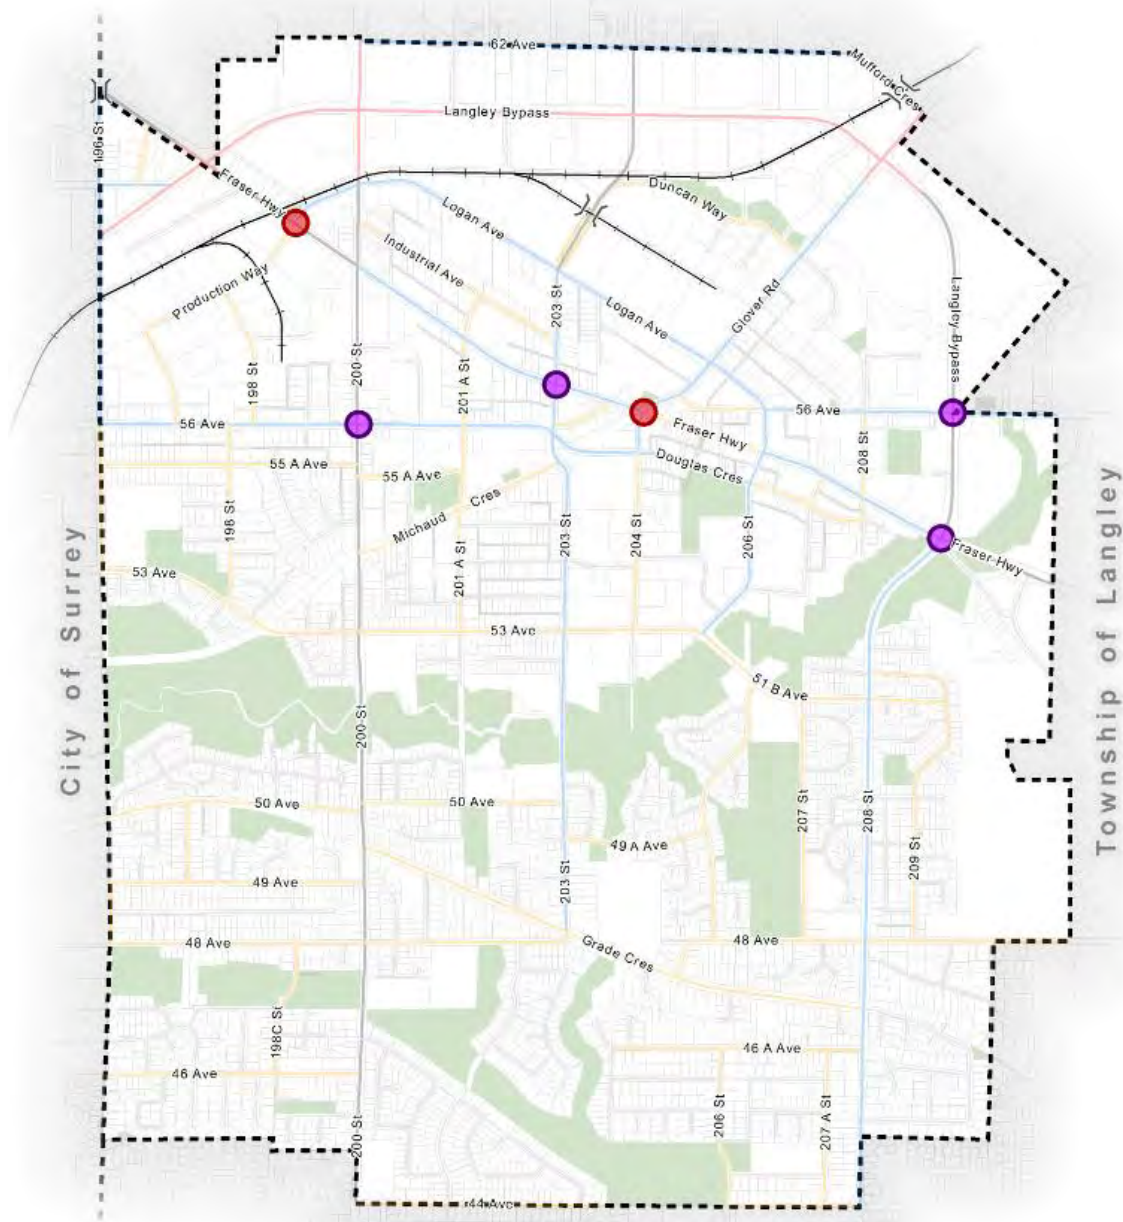 62 Ave
Mufford Cres
Langley Bypass
196 St
Fraser Hwy
Duncan Way
Logan Ave
Industrial Ave
Production Way
203 St
Logan Ave
Glover Rd
Langley Bypass
200 St
201 A St
198 St
56 Ave
56 Ave
Fraser Hwy
208 St
55 A Ave
55 A Ave
Douglas Cres
Michaud Cres
198 St
203 St
204 St
206 St
Fraser Hwy
53 Ave
201 A St
53 Ave
City of Surrey
Township of Langley
51 B Ave
200 St
50 Ave
50 Ave
207 St
208 St
49 A Ave
209 St
49 Ave
203 St
48 Ave
Grade Cres
48 Ave
198C St
46 A Ave
46 Ave
206 St
207 A St
200 St
44 Ave